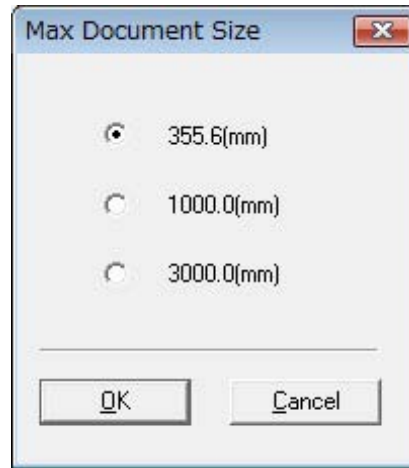 Max Document Size
355.6(mm)
1000.0(mm)
3000.0(mm)
OK
Cancel